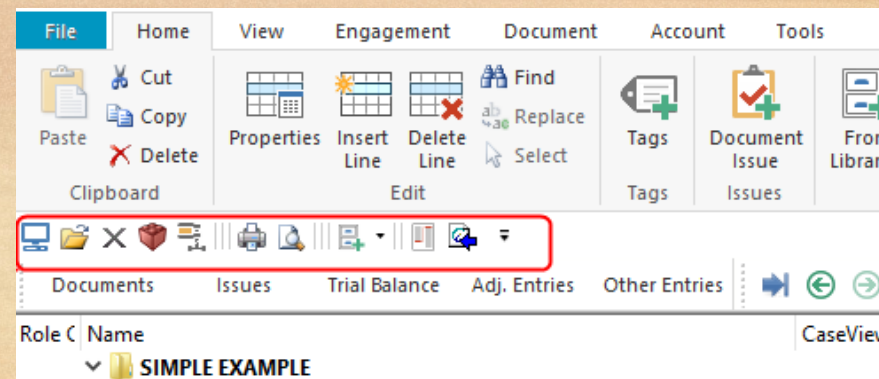 File Home View Engagement Document Account Tools
Cut
Copy
Delete
Paste
Clipboard
Properties
Insert Line
Delete Line
Find
Replace
Select
Edit
Tags
Tags
Document Issue
Issues
Documents Issues Trial Balance Adj. Entries Other Entries
Role Name
SIMPLE EXAMPLE